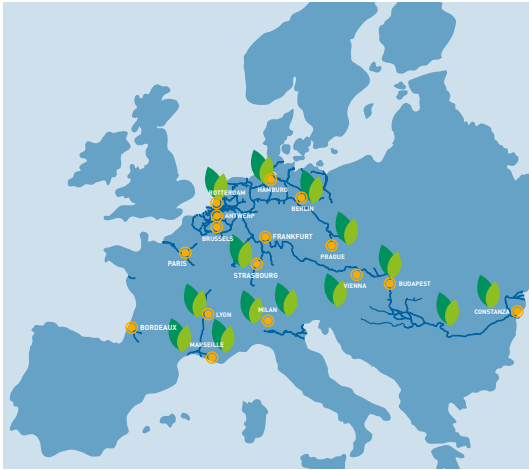 ROTTERDAM
HAMBURG
BERLIN
ANTWERP
BRUSSELS
FRANKFURT
PRAGUE
PARIS
STRASBOURG
VIENNA
BUDAPEST
LYON
MILAN
CONSTANZA
BORDEAUX
MARSEILLE